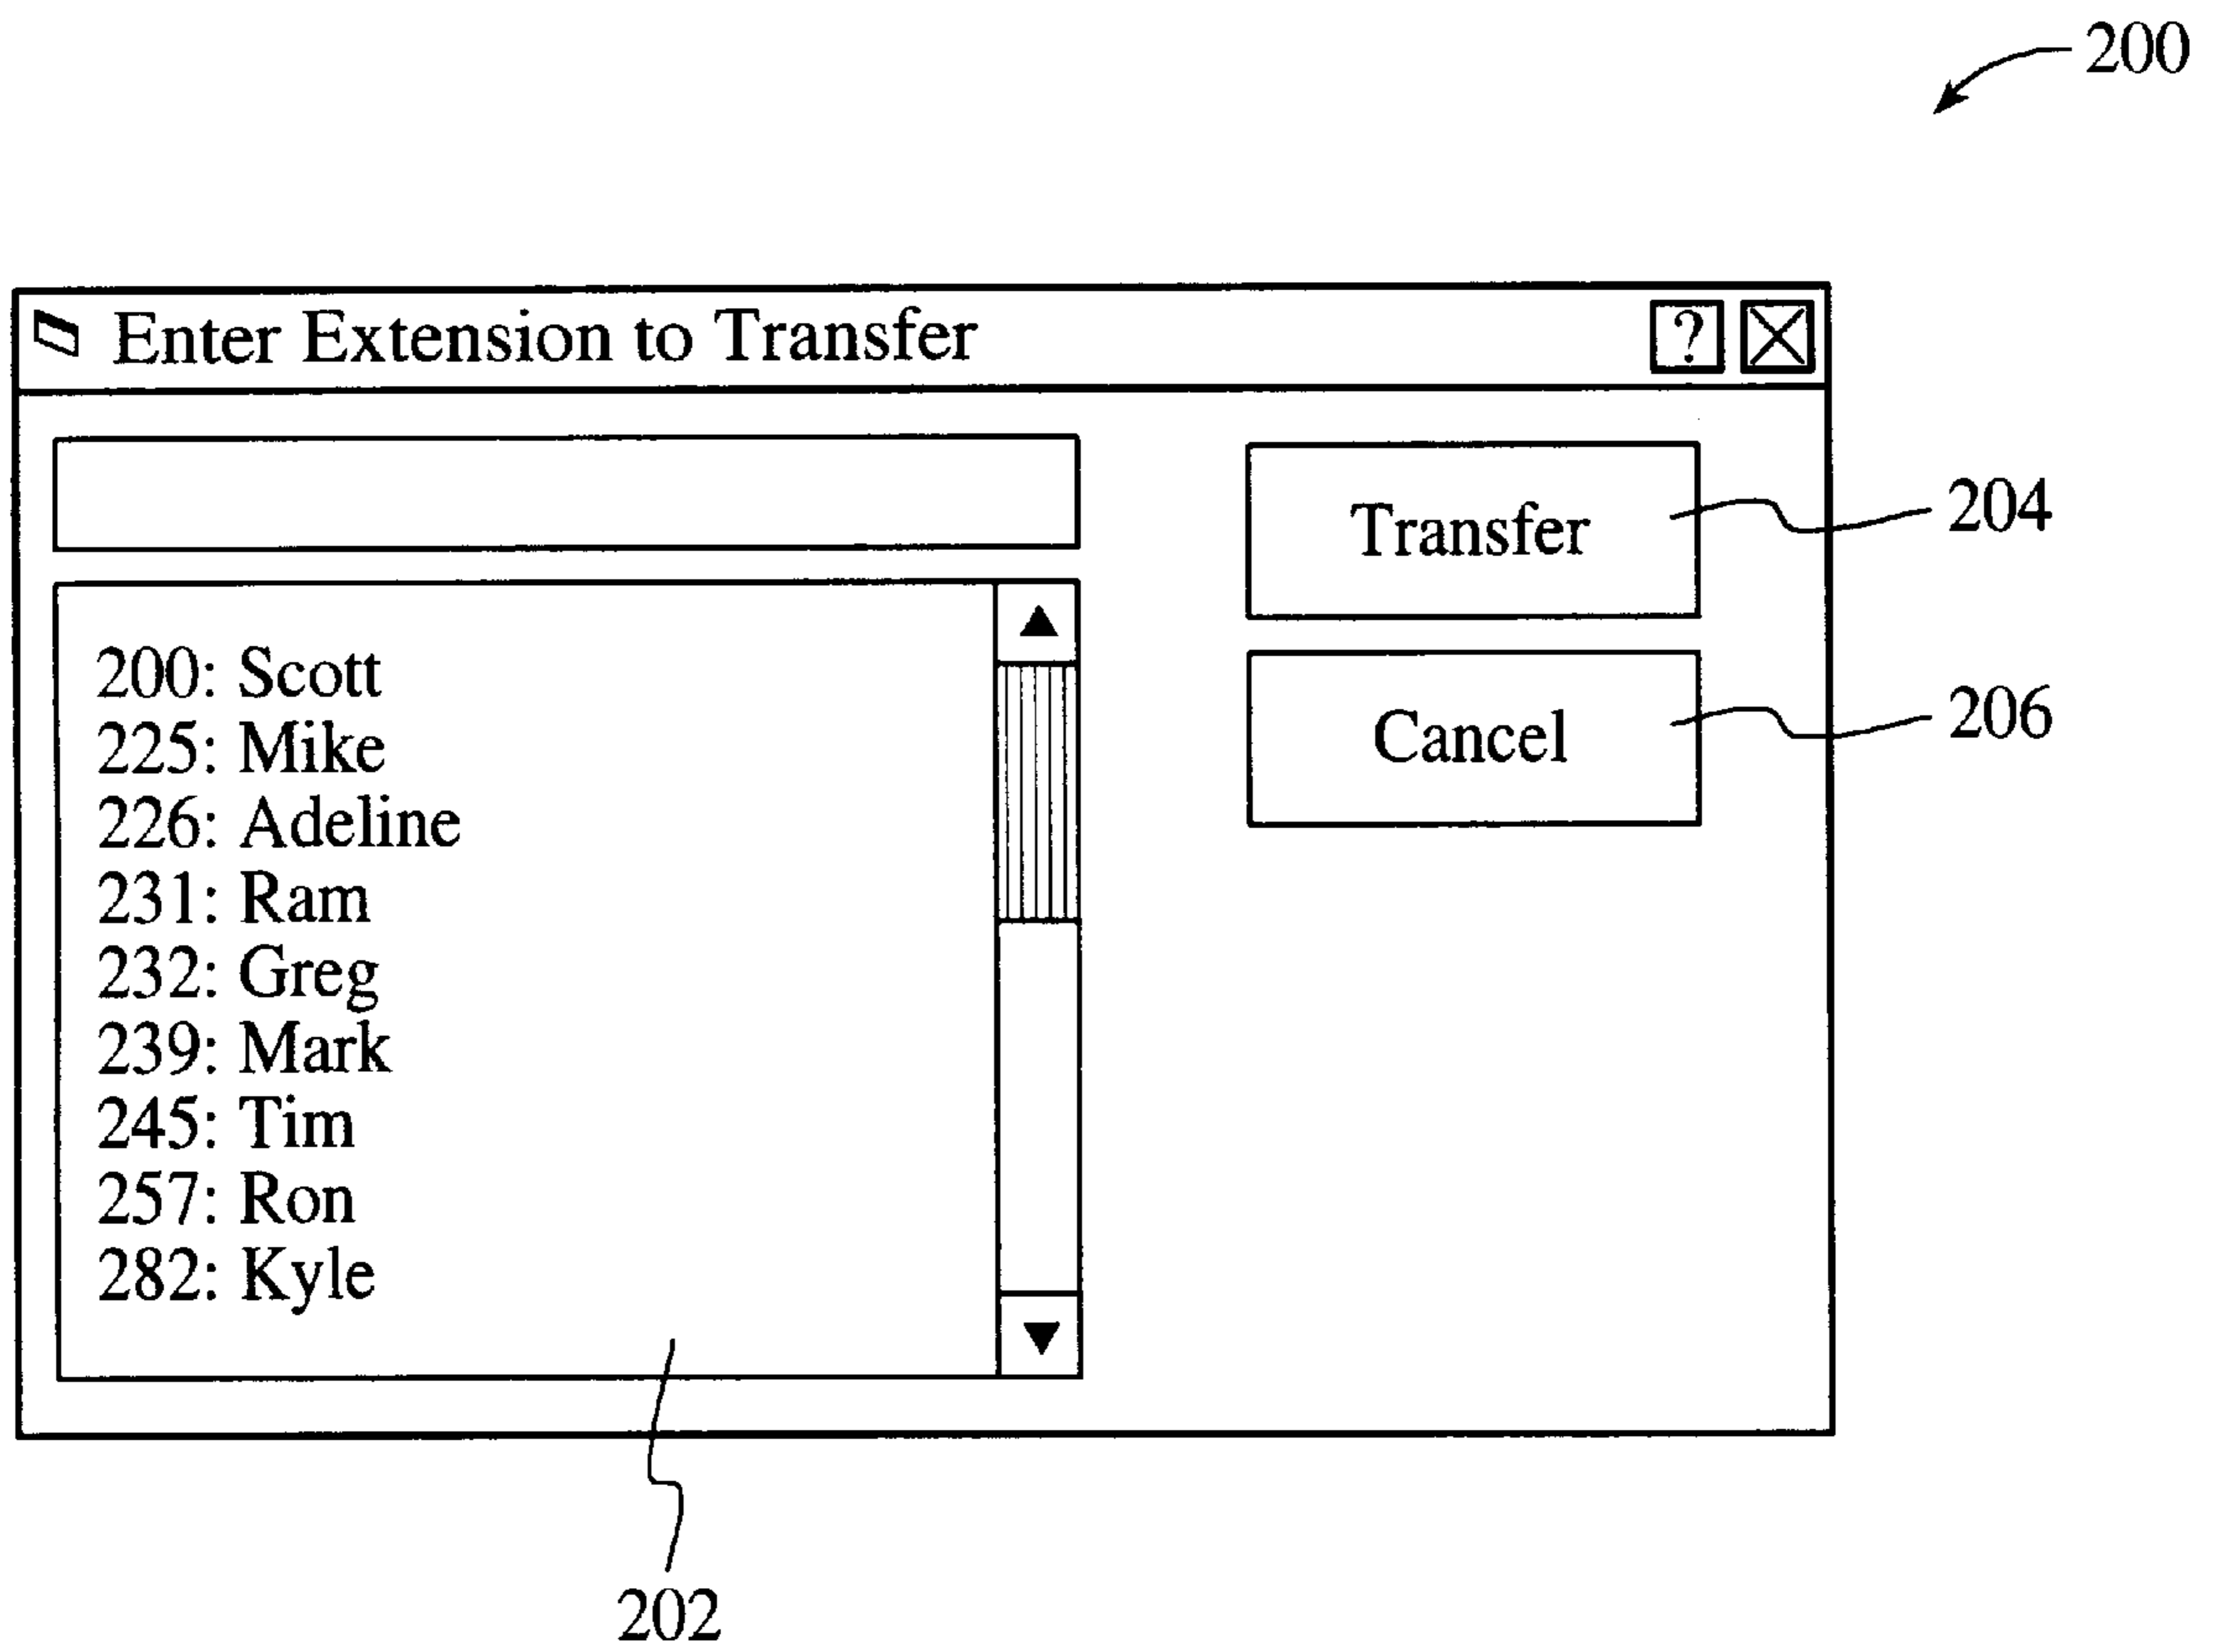 200
Enter Extension to Transfer ?
Transfer
204
200: Scott
225: Mike
226: Adeline
231: Ram
232: Greg
239: Mark
245: Tim
257: Ron
282: Kyle
Cancel
206
202